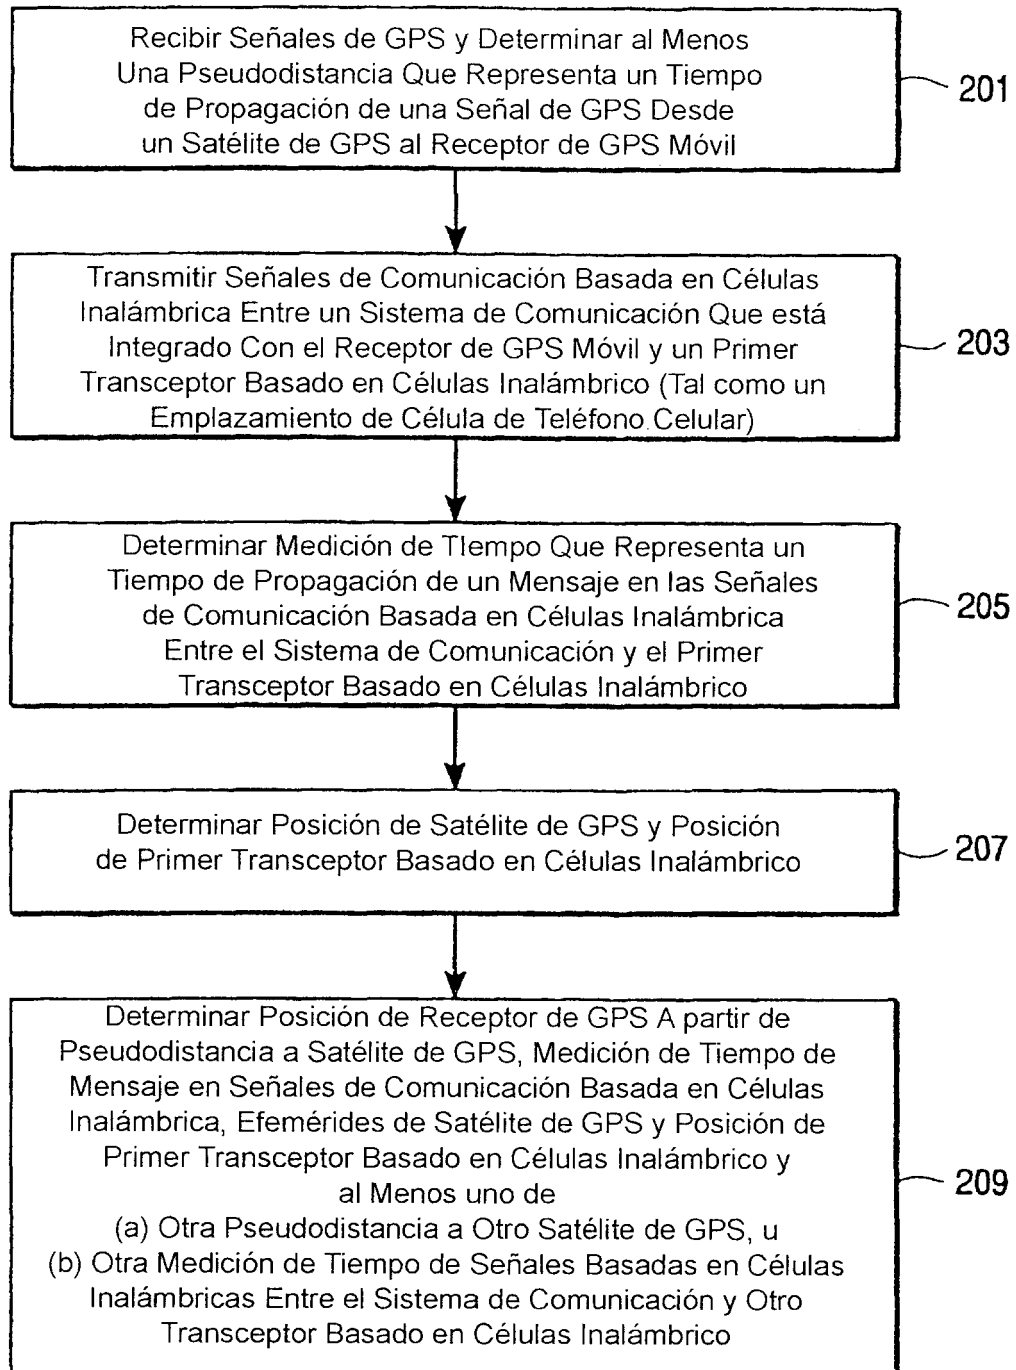 Recibir Señales de GPS y Determinar al Menos
Una Pseudodistancia Que Representa un Tiempo
de Propagación de una Señal de GPS Desde
un Satélite de GPS al Receptor de GPS Móvil
201
Transmitir Señales de Comunicación Basada en Células
Inalámbrica Entre un Sistema de Comunicación Que está
Integrado Con el Receptor de GPS Móvil y un Primer
Transceptor Basado en Células Inalámbrico (Tal como un
Emplazamiento de Célula de Teléfono Celular)
203
Determinar Medición de TIempo Que Representa un
Tiempo de Propagación de un Mensaje en las Señales
de Comunicación Basada en Células Inalámbrica
Entre el Sistema de Comunicación y el Primer
Transceptor Basado en Células Inalámbrico
205
Determinar Posición de Satélite de GPS y Posición
de Primer Transceptor Basado en Células Inalámbrico
207
Determinar Posición de Receptor de GPS A partir de
Pseudodistancia a Satélite de GPS, Medición de Tiempo de
Mensaje en Señales de Comunicación Basada en Células
Inalámbrica, Efemérides de Satélite de GPS y Posición de
Primer Transceptor Basado en Células Inalámbrico y
al Menos uno de
(a) Otra Pseudodistancia a Otro Satélite de GPS, u
(b) Otra Medición de Tiempo de Señales Basadas en Células
Inalámbricas Entre el Sistema de Comunicación y Otro
Transceptor Basado en Células Inalámbrico
209